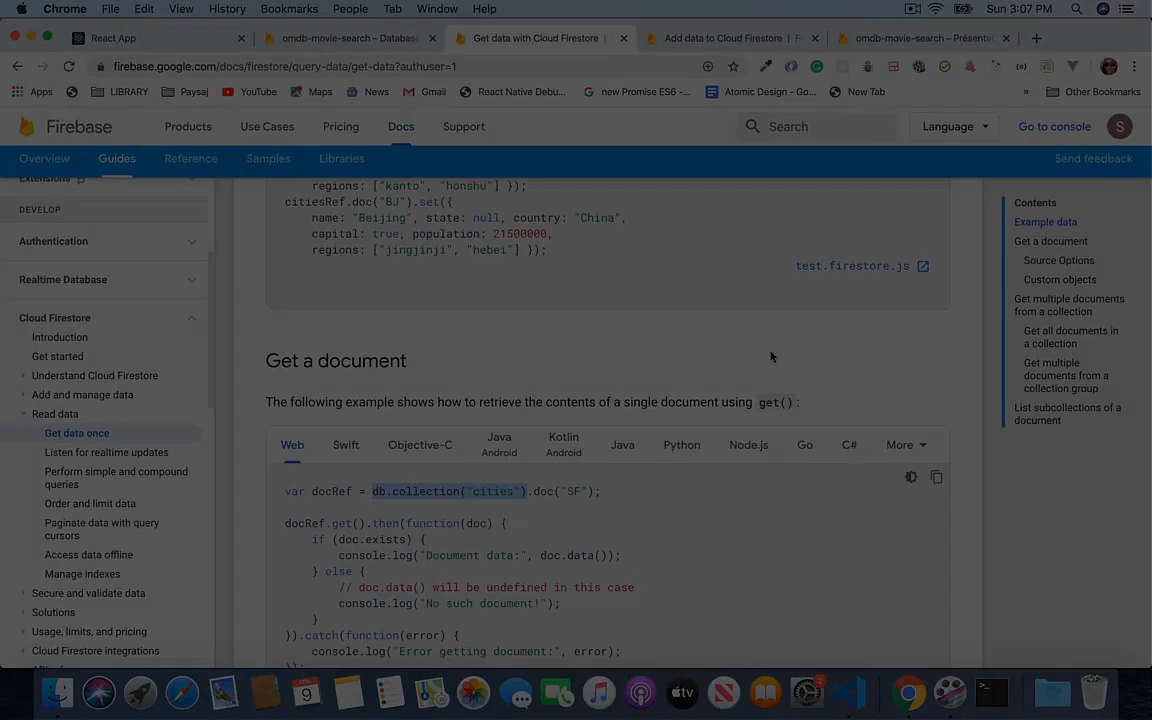 Chrome File Edit View History Bookmarks People Tab Window Help Sun 3:07 PM
React App omdb-movie-search – Databas Get data with Cloud Firestore | Add data to Cloud Firestore | F omdb-movie-search – Présentat
firebase.google.com/docs/firestore/query-data/get-data?authuser=1
Apps LIBRARY Paysaj YouTube Maps News Gmail React Native Debu... new Promise ES6 -... Atomic Design - Go... New Tab » Other Bookmarks
Firebase Products Use Cases Pricing Docs Support Search Language Go to console S
Overview Guides Reference Samples Libraries Send feedback
Extensions
DEVELOP
Authentication
Realtime Database
Cloud Firestore
Introduction
Get started
Understand Cloud Firestore
Add and manage data
Read data
Get data once
Listen for realtime updates
Perform simple and compound
queries
Order and limit data
Paginate data with query
cursors
Access data offline
Manage indexes
Secure and validate data
Solutions
Usage, limits, and pricing
Cloud Firestore integrations
regions: ["kanto", "honshu"] });
citiesRef.doc("BJ").set({
name: "Beijing", state: null, country: "China",
capital: true, population: 21500000,
regions: ["jingjinji", "hebei"] });
test.firestore.js
Get a document
The following example shows how to retrieve the contents of a single document using get() :
Web Swift Objective-C Java Android Kotlin Android Java Python Node.js Go C# More
var docRef = db.collection("cities").doc("SF");
docRef.get().then(function(doc) {
if (doc.exists) {
console.log("Document data:", doc.data());
} else {
// doc.data() will be undefined in this case
console.log("No such document!");
}
}).catch(function(error) {
console.log("Error getting document:", error);
});
Contents
Example data
Get a document
Source Options
Custom objects
Get multiple documents
from a collection
Get all documents in
a collection
Get multiple
documents from a
collection group
List subcollections of a
document
9
tv
2